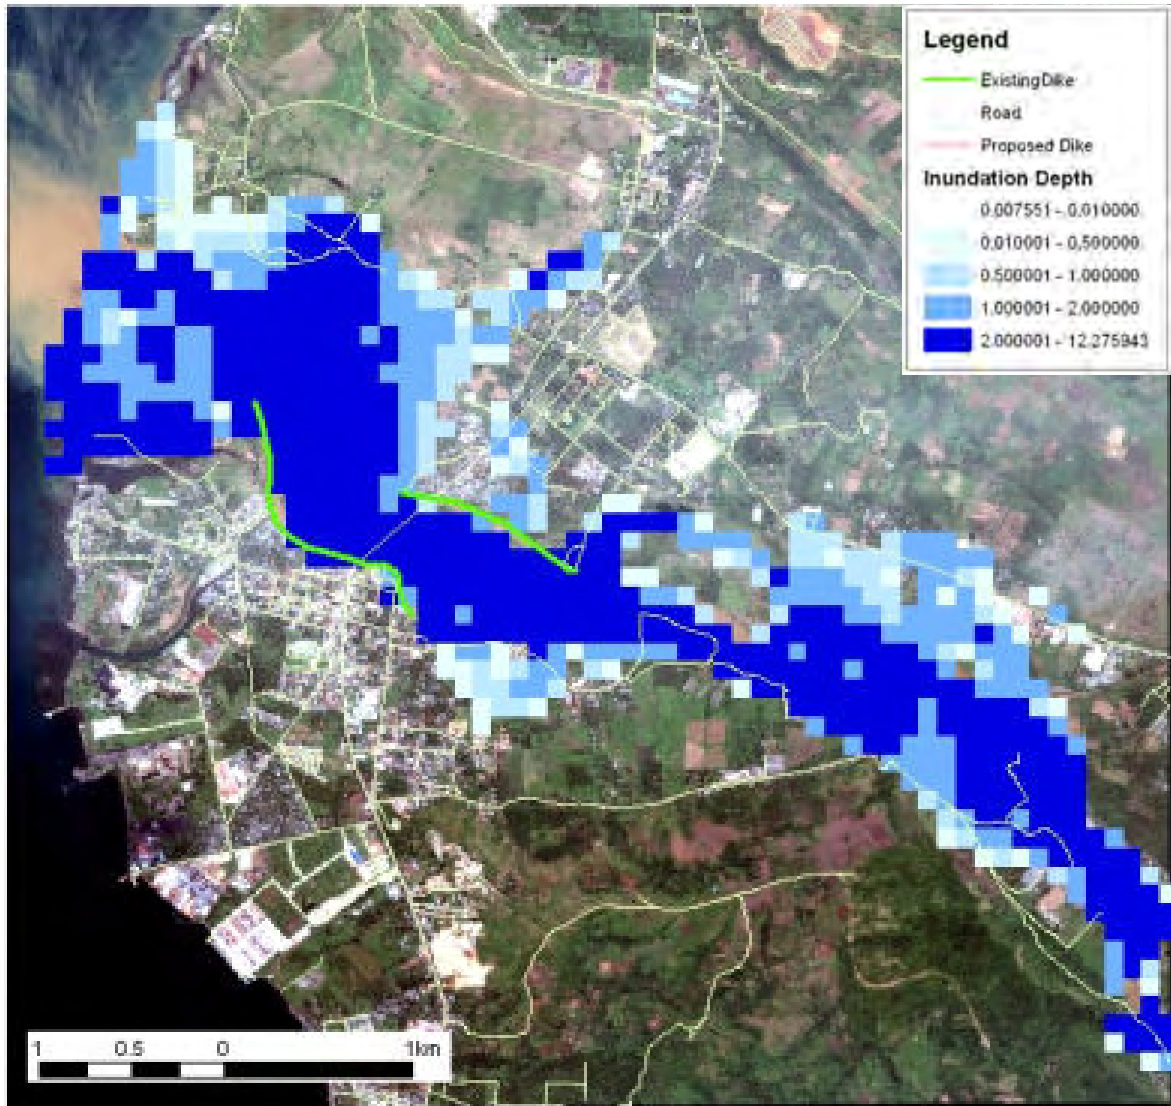 Legend
ExistingDike
Road
Proposed Dike
Inundation Depth
0.007551 - 0.010000
0.010001 - 0.500000
0.500001 - 1.000000
1.000001 - 2.000000
2.000001 - 12.275943
1 0.5 0 1km